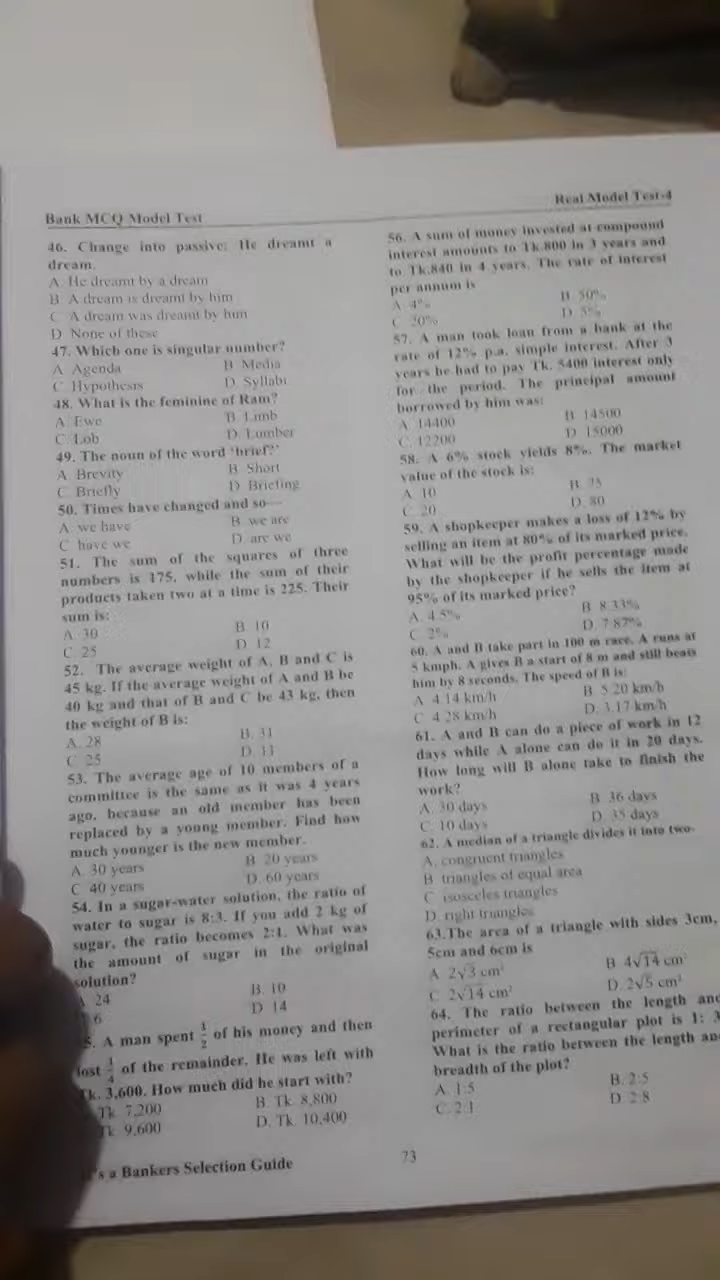 Bank MCQ Model Test
Real Model Test-4
46. Change into passive: He dreamt a
dream.
A. He dreamt by a dream
B. A dream is dreamt by him
C. A dream was dreamt by him
D. None of these
47. Which one is singular number?
A. Agenda B. Media
C. Hypothesis D. Syllabi
48. What is the feminine of Ram?
A. Ewe B. Limb
C. Lob D. Lumber
49. The noun of the word 'brief?'
A. Brevity B. Short
C. Briefly D. Briefing
50. Times have changed and so—
A. we have B. we are
C. have we D. are we
51. The sum of the squares of three
numbers is 175, while the sum of their
products taken two at a time is 225. Their
sum is:
A. 30 B. 10
C. 25 D. 12
52. The average weight of A, B and C is
45 kg. If the average weight of A and B be
40 kg and that of B and C be 43 kg, then
the weight of B is:
A. 28 B. 31
C. 25 D. 33
53. The average age of 10 members of a
committee is the same as it was 4 years
ago, because an old member has been
replaced by a young member. Find how
much younger is the new member.
A. 30 years B. 20 years
C. 40 years D. 60 years
54. In a sugar-water solution, the ratio of
water to sugar is 8:3. If you add 2 kg of
sugar, the ratio becomes 2:1. What was
the amount of sugar in the original
solution?
24 B. 10
6 D. 14
5. A man spent 1/2 of his money and then
lost 1/4 of the remainder. He was left with
Tk. 3,600. How much did he start with?
Tk. 7,200 B. Tk. 8,800
Tk. 9,600 D. Tk. 10,400
's a Bankers Selection Guide
56. A sum of money invested at compound
interest amounts to Tk.800 in 3 years and
to Tk.840 in 4 years. The rate of interest
per annum is
A. 4% B. 50%
C. 20% D. 5%
57. A man took loan from a bank at the
rate of 12% p.a. simple interest. After 3
years he had to pay Tk. 5400 interest only
for the period. The principal amount
borrowed by him was:
A. 14400 B. 14500
C. 12200 D. 15000
58. A 6% stock yields 8%. The market
value of the stock is:
A. 10 B. 75
C. 20 D. 80
59. A shopkeeper makes a loss of 12% by
selling an item at 80% of its marked price.
What will be the profit percentage made
by the shopkeeper if he sells the item at
95% of its marked price?
A. 4.5% B. 8.33%
C. 2% D. 7.87%
60. A and B take part in 100 m race. A runs at
5 kmph. A gives B a start of 8 m and still beats
him by 8 seconds. The speed of B is:
A. 4.14 km/h B. 5.20 km/h
C. 4.28 km/h D. 3.17 km/h
61. A and B can do a piece of work in 12
days while A alone can do it in 20 days.
How long will B alone take to finish the
work?
A. 30 days B. 36 days
C. 10 days D. 35 days
62. A median of a triangle divides it into two-
A. congruent triangles
B. triangles of equal area
C. isosceles triangles
D. right triangles
63.The area of a triangle with sides 3cm,
5cm and 6cm is
A. 2√3 cm² B. 4√14 cm²
C. 2√14 cm² D. 2√5 cm²
64. The ratio between the length and
perimeter of a rectangular plot is 1: 3
What is the ratio between the length an
breadth of the plot?
A. 1:5 B. 2:5
C. 2:1 D. 2:8
73